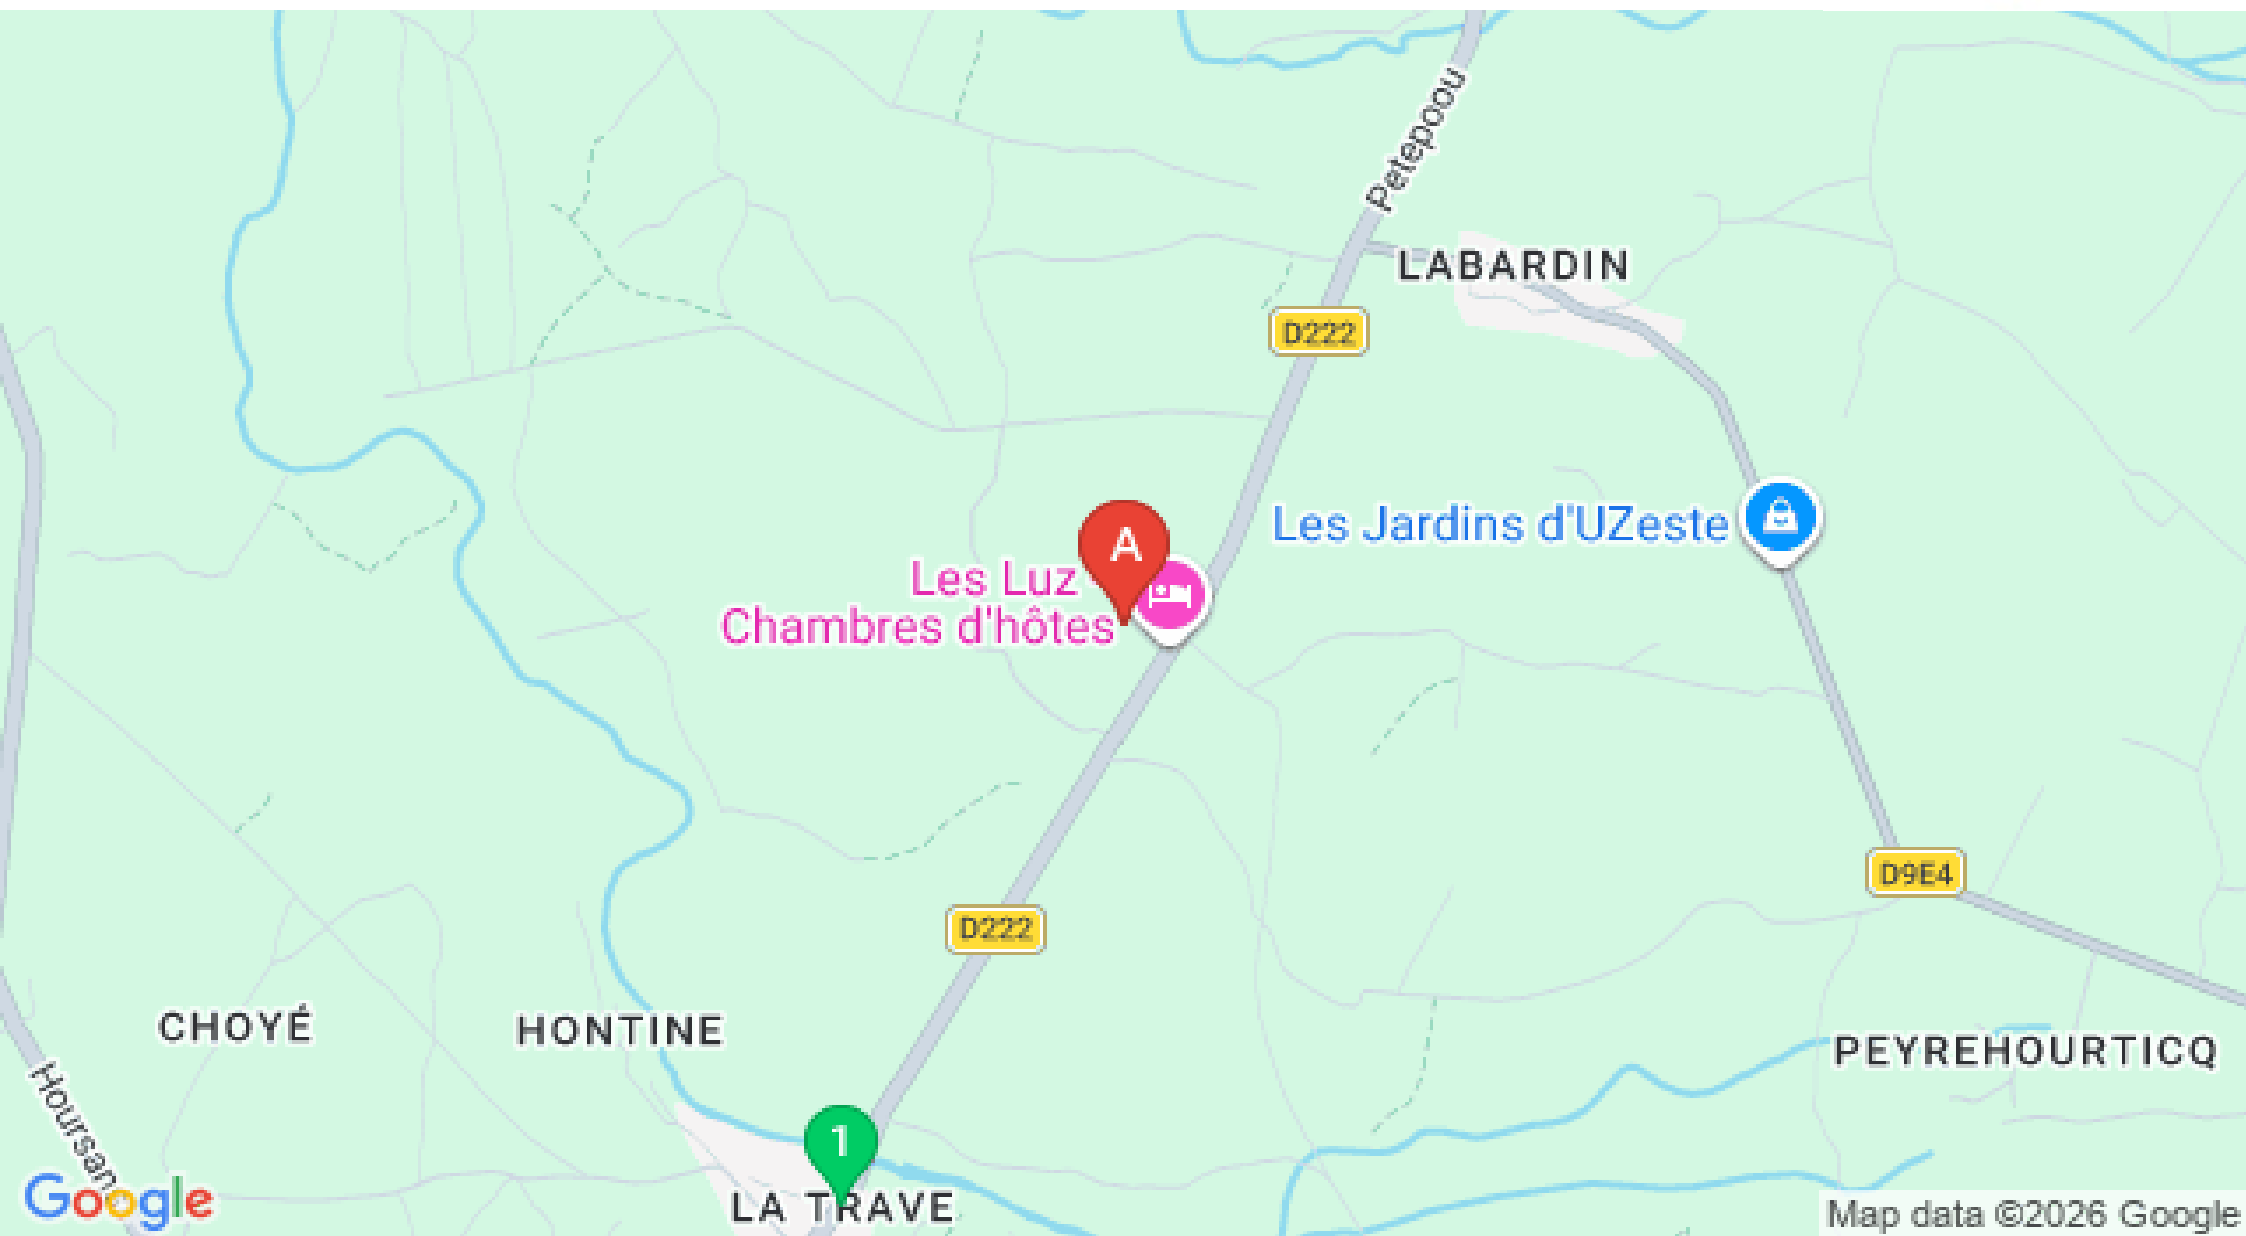 Petepoou
LABARDIN
D222
A
Les Luz
Chambres d'hôtes
Les Jardins d'UZeste
D9E4
D222
CHOYÉ
HONTINE
PEYREHOURTICQ
Hoursan
1
LA TRAVE
Google
Map data ©2026 Google